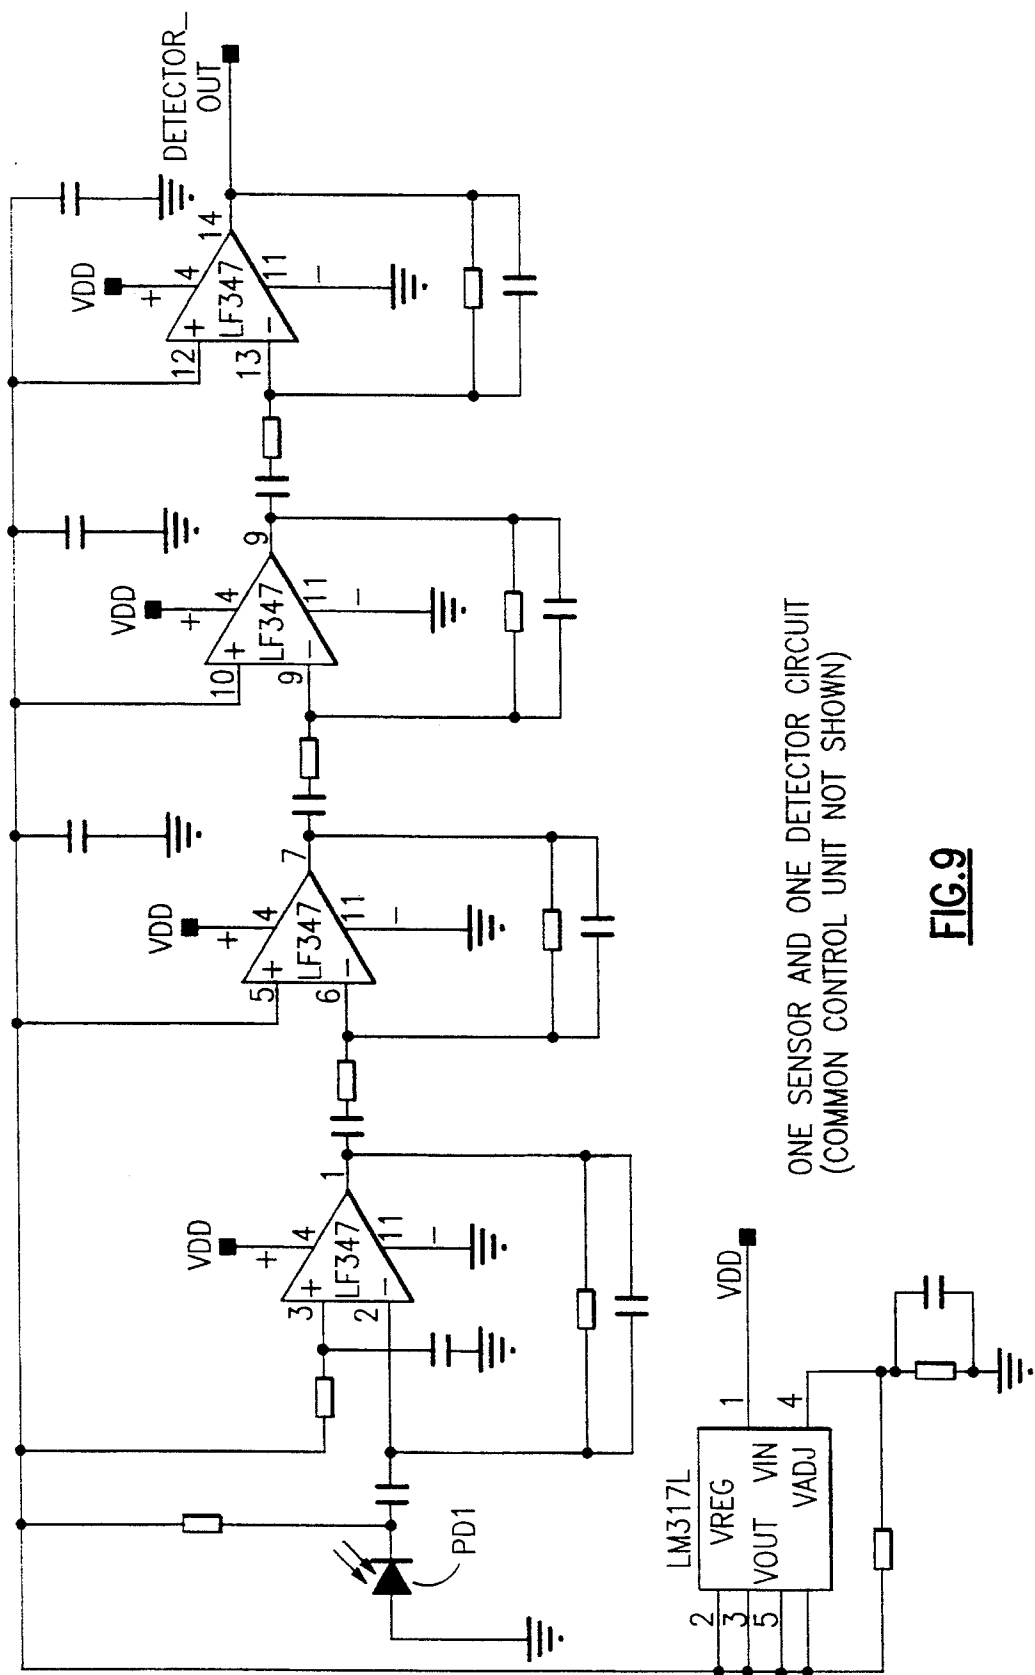 PD1
VDD
+
4
3
+
LF347
2
−
11
−
1
VDD
+
4
5
+
LF347
6
−
11
−
7
VDD
+
4
10
+
LF347
9
−
11
−
9
VDD
+
4
12
+
LF347
13
−
11
−
14
DETECTOR_
OUT
LM317L
VREG
VOUT VIN
VADJ
2
3
5
1
4
VDD
ONE SENSOR AND ONE DETECTOR CIRCUIT
(COMMON CONTROL UNIT NOT SHOWN)
FIG.9